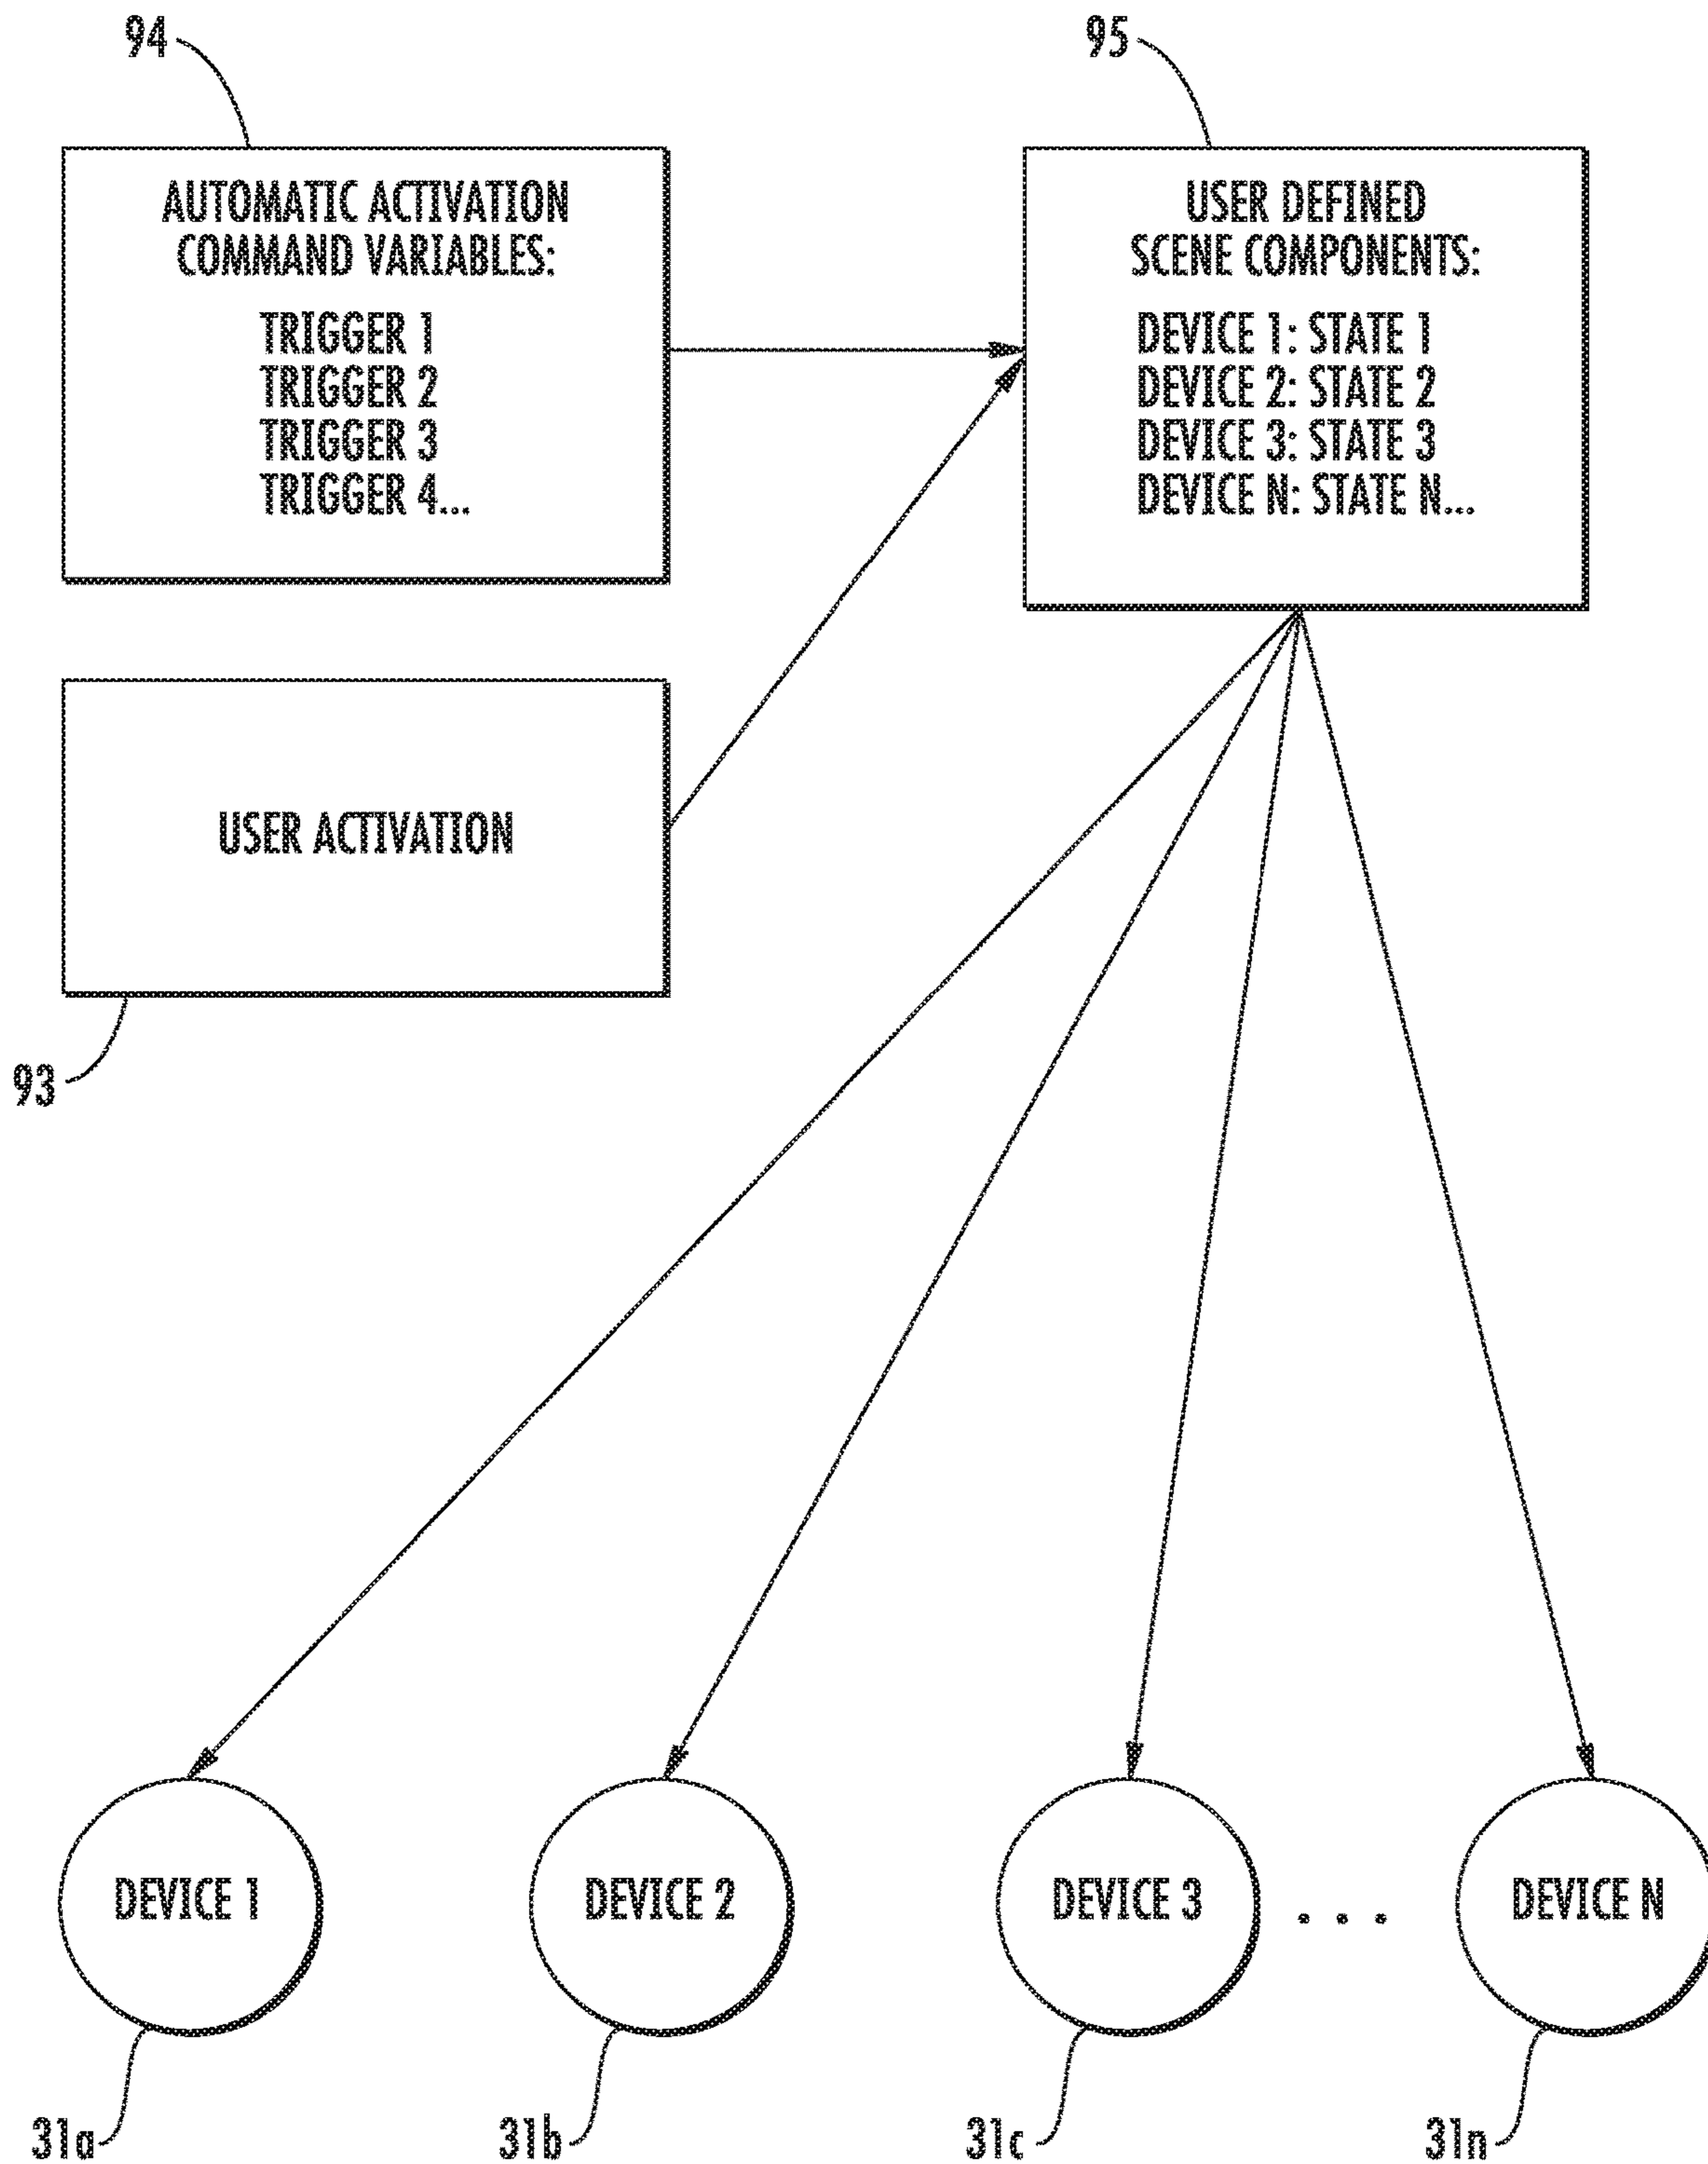 94
95
AUTOMATIC ACTIVATION
COMMAND VARIABLES:
TRIGGER 1
TRIGGER 2
TRIGGER 3
TRIGGER 4...
USER DEFINED
SCENE COMPONENTS:
DEVICE 1: STATE 1
DEVICE 2: STATE 2
DEVICE 3: STATE 3
DEVICE N: STATE N...
USER ACTIVATION
93
DEVICE 1
DEVICE 2
DEVICE 3
...
DEVICE N
31a
31b
31c
31n